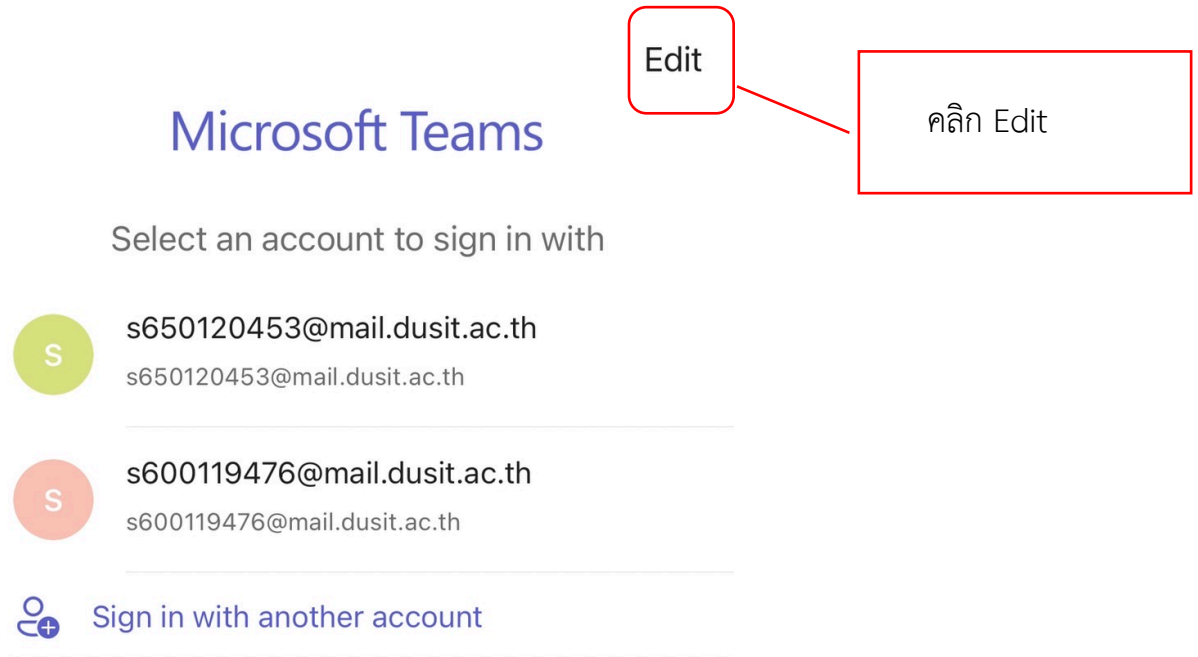 Edit
คลิก Edit
Microsoft Teams
Select an account to sign in with
S
s650120453@mail.dusit.ac.th
s650120453@mail.dusit.ac.th
S
s600119476@mail.dusit.ac.th
s600119476@mail.dusit.ac.th
Sign in with another account